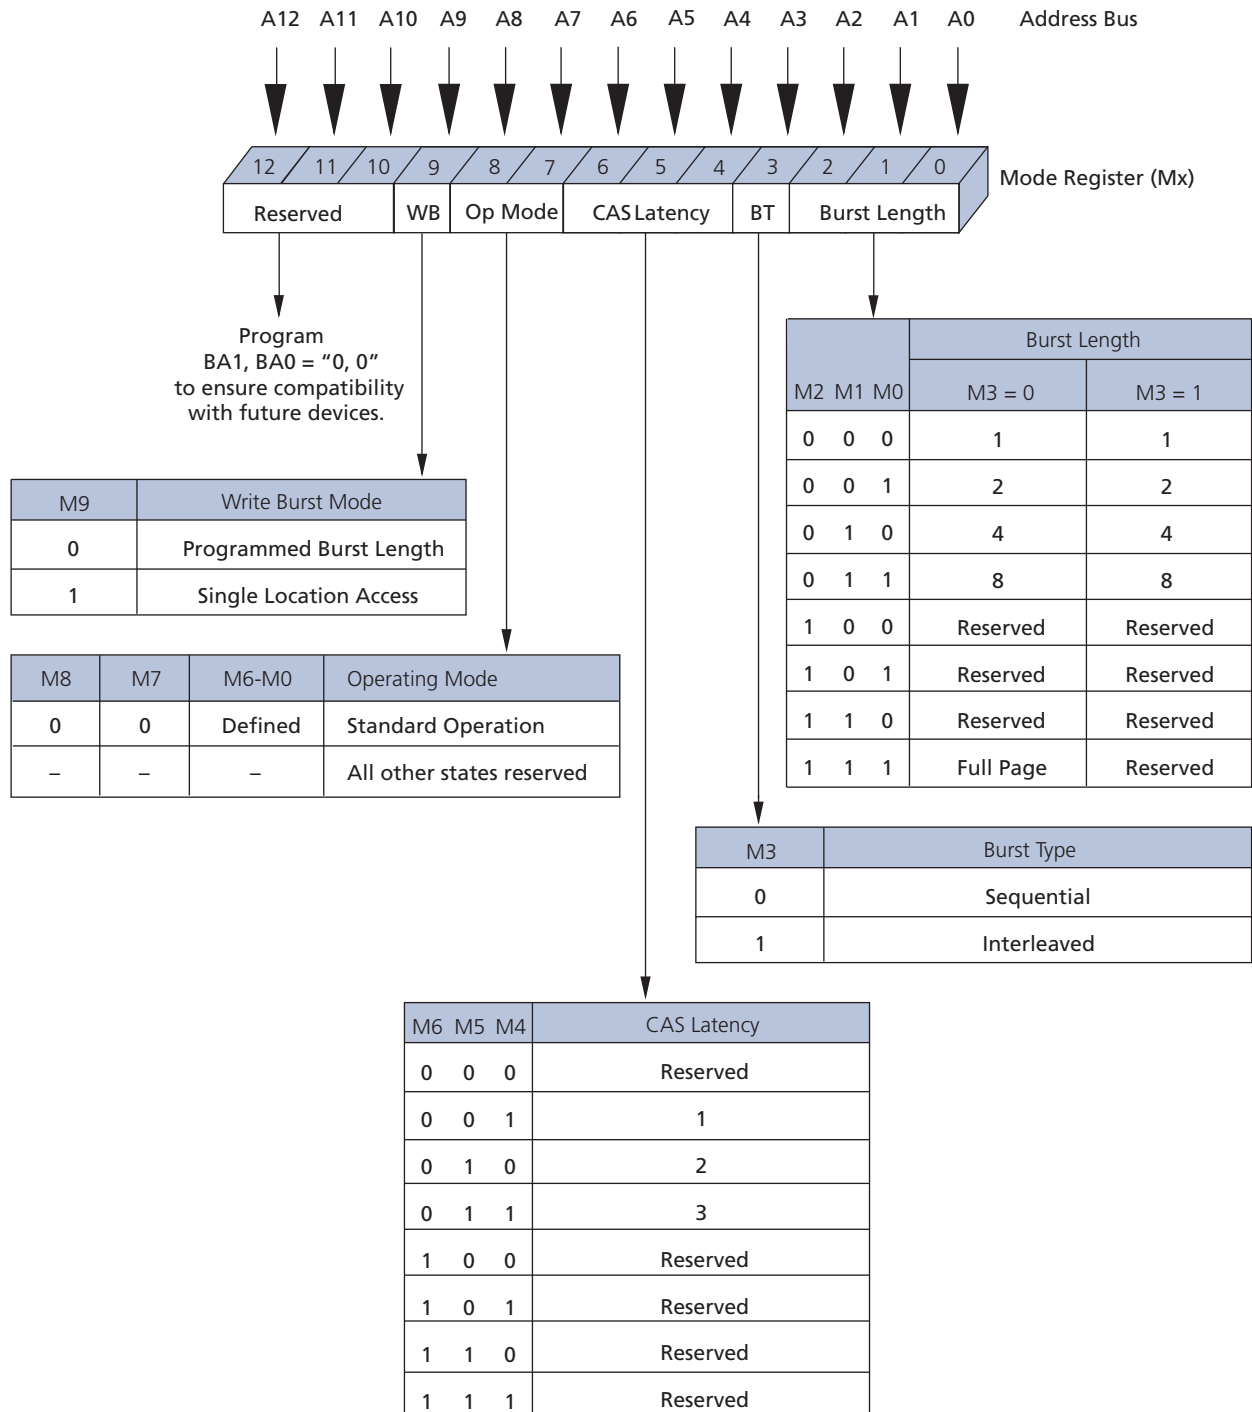 A12 A11 A10 A9 A8 A7 A6 A5 A4 A3 A2 A1 A0 Address Bus
12 11 10 9 8 7 6 5 4 3 2 1 0
Mode Register (Mx)
Reserved WB Op Mode CAS Latency BT Burst Length
Program
BA1, BA0 = “0, 0”
to ensure compatibility
with future devices.
Burst Length
M2 M1 M0 M3 = 0 M3 = 1
0 0 0 1 1
0 0 1 2 2
0 1 0 4 4
0 1 1 8 8
1 0 0 Reserved Reserved
1 0 1 Reserved Reserved
1 1 0 Reserved Reserved
1 1 1 Full Page Reserved
M9 Write Burst Mode
0 Programmed Burst Length
1 Single Location Access
M8 M7 M6-M0 Operating Mode
0 0 Defined Standard Operation
– – – All other states reserved
M3 Burst Type
0 Sequential
1 Interleaved
M6 M5 M4 CAS Latency
0 0 0 Reserved
0 0 1 1
0 1 0 2
0 1 1 3
1 0 0 Reserved
1 0 1 Reserved
1 1 0 Reserved
1 1 1 Reserved